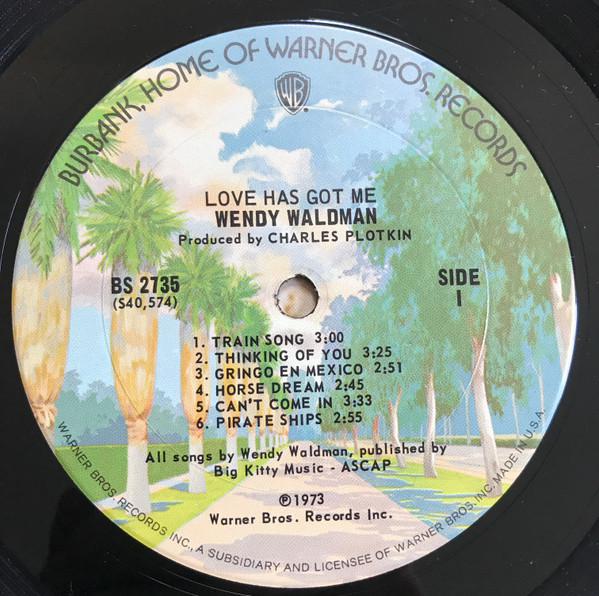 BURBANK, HOME OF WARNER BROS. RECORDS
WB
®
LOVE HAS GOT ME
WENDY WALDMAN
Produced by CHARLES PLOTKIN
BS 2735
(S40,574)
SIDE
1
1. TRAIN SONG 3:00
2. THINKING OF YOU 3:25
3. GRINGO EN MEXICO 2:51
4. HORSE DREAM 2:45
5. CAN'T COME IN 3:33
6. PIRATE SHIPS 2:55
All songs by Wendy Waldman, published by
Big Kitty Music - ASCAP
℗1973
Warner Bros. Records Inc.
WARNER BROS. RECORDS INC., A SUBSIDIARY AND LICENSEE OF WARNER BROS. INC. MADE IN U.S.A.